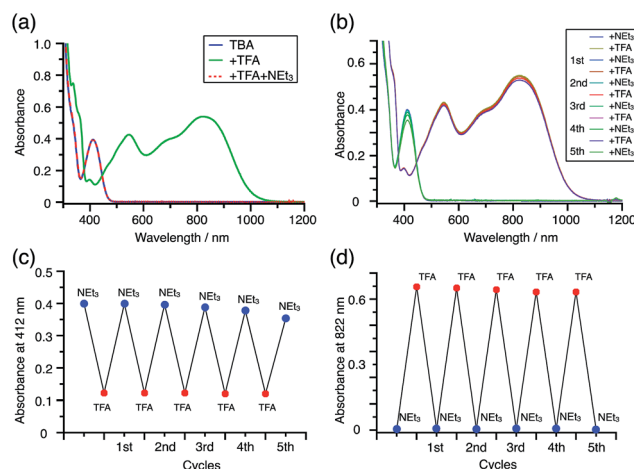 (a)
Absorbance
1.0
0.8
0.6
0.4
0.2
0
TBA
+TFA
+TFA+NEt₃
400 600 800 1000 1200
Wavelength / nm
(b)
Absorbance
0.6
0.4
0.2
0
+NEt₃
+TFA
1st +NEt₃
+TFA
2nd +NEt₃
+TFA
3rd +NEt₃
+TFA
4th +NEt₃
+TFA
5th +NEt₃
400 600 800 1000 1200
Wavelength / nm
(c)
Absorbance at 412 nm
0.5
0.4
0.3
0.2
0.1
0
NEt₃ NEt₃ NEt₃ NEt₃ NEt₃ NEt₃
TFA TFA TFA TFA TFA
1st 2nd 3rd 4th 5th
Cycles
(d)
Absorbance at 822 nm
0.6
0.3
0
TFA TFA TFA TFA TFA
NEt₃ NEt₃ NEt₃ NEt₃ NEt₃ NEt₃
1st 2nd 3rd 4th 5th
Cycles